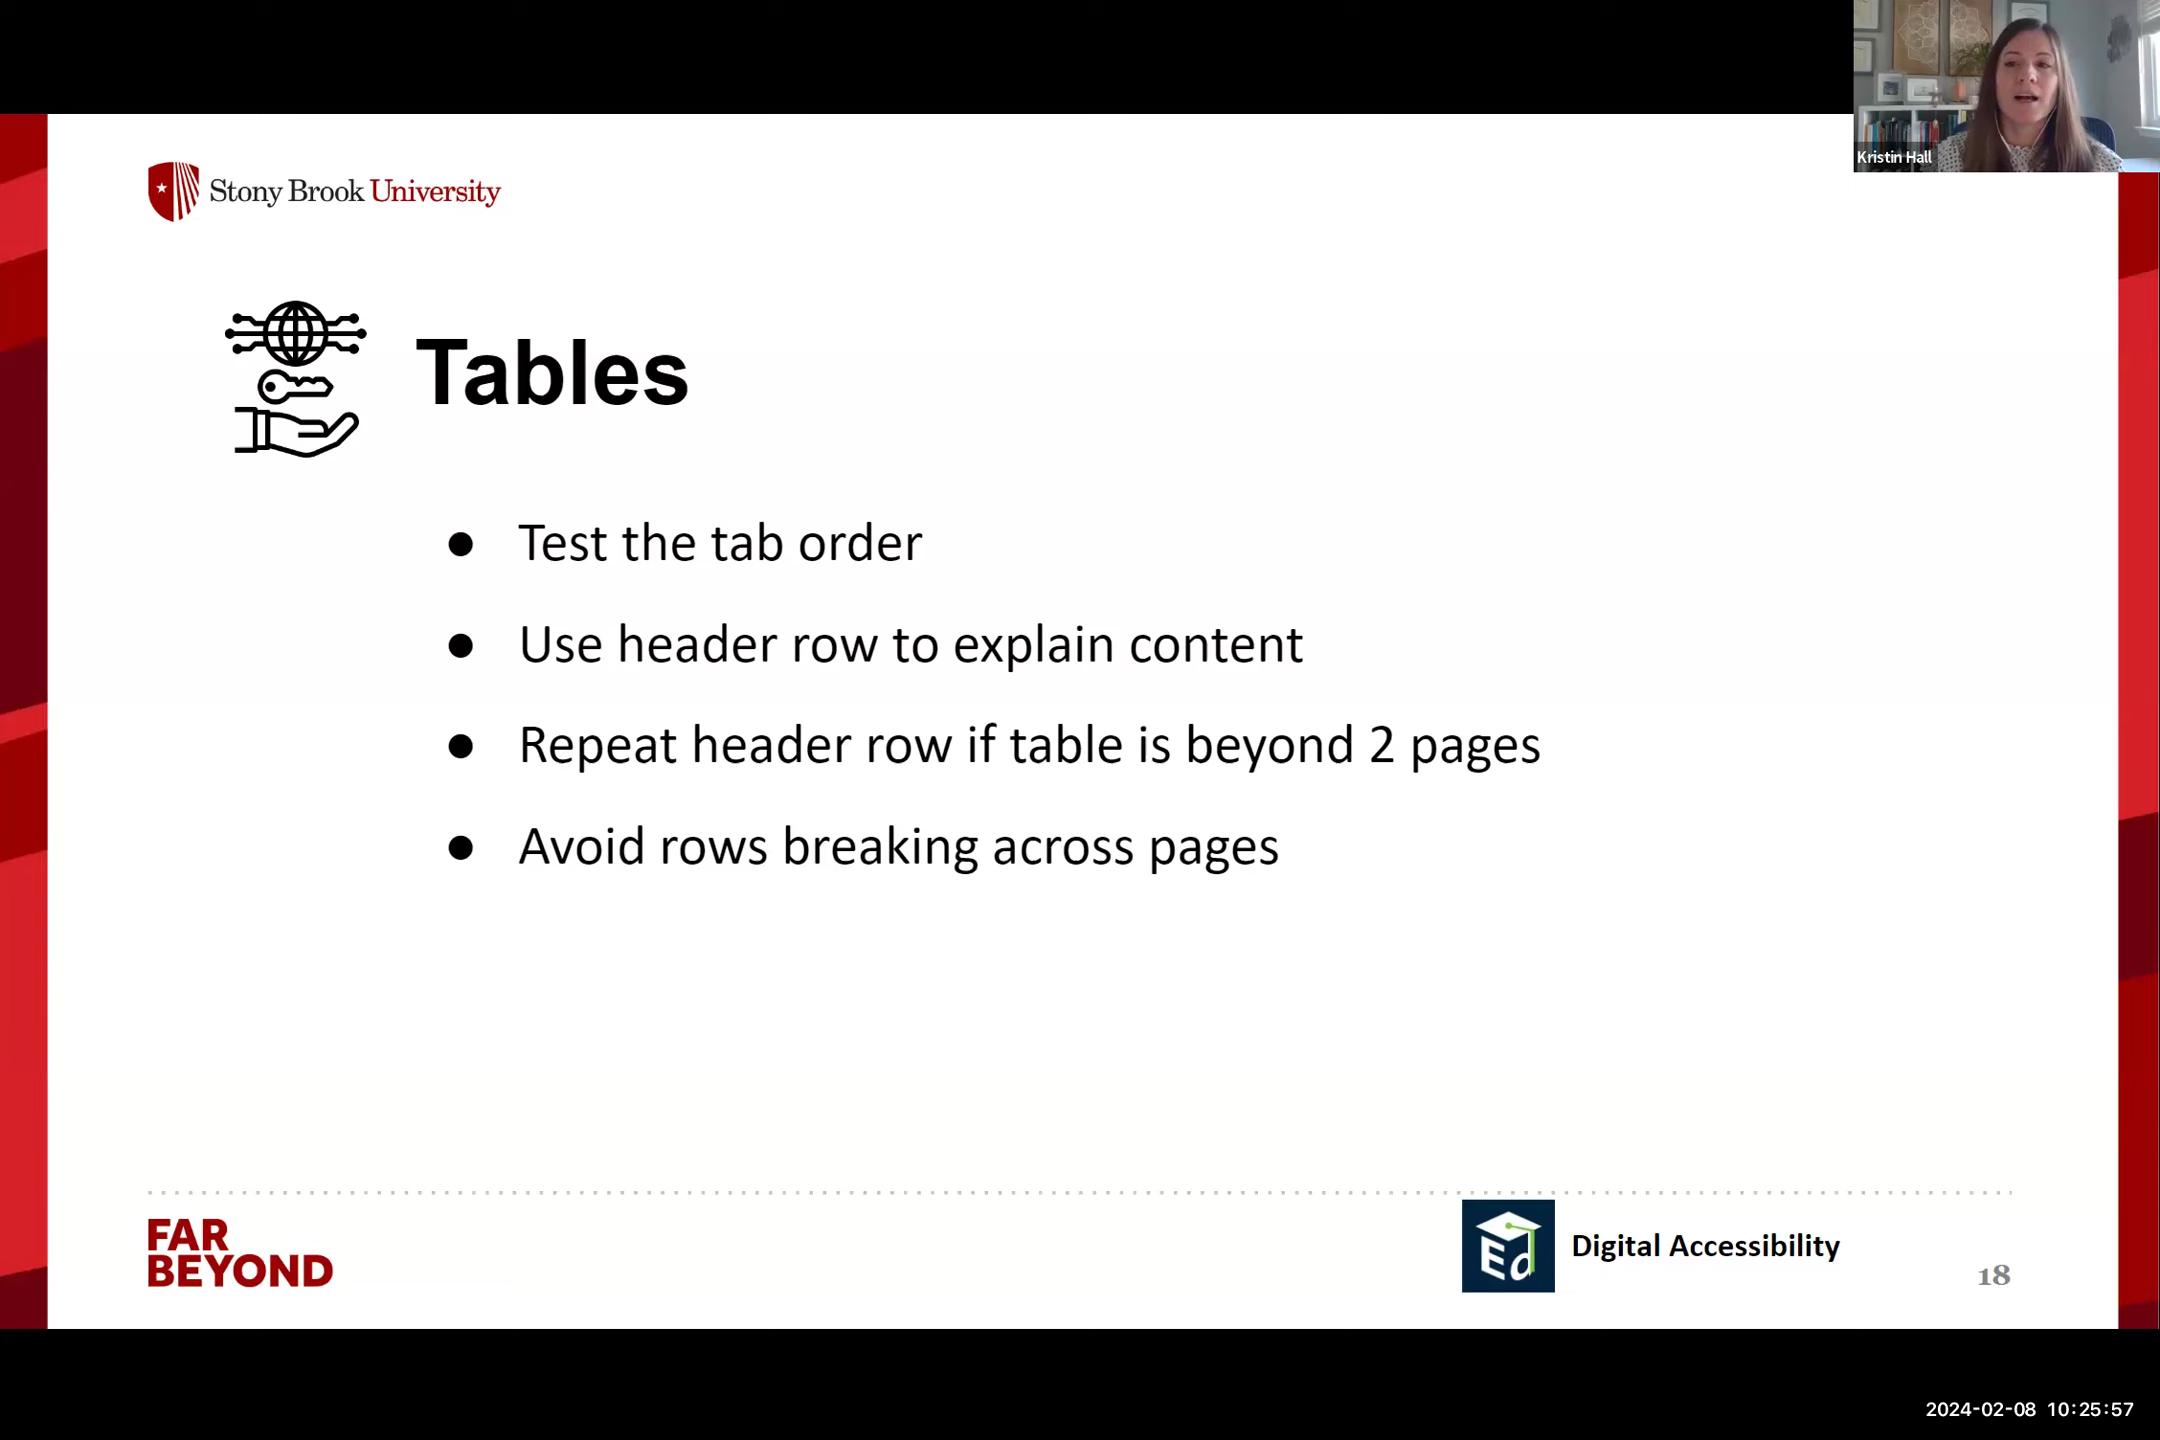 Kristin Hall
Stony Brook University
Tables
● Test the tab order
● Use header row to explain content
● Repeat header row if table is beyond 2 pages
● Avoid rows breaking across pages
FAR
BEYOND
Ed
Digital Accessibility
18
2024-02-08 10:25:57